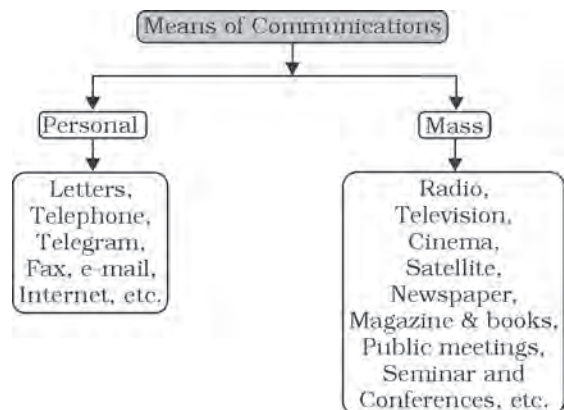 Means of Communications
Personal
Mass
Letters,
Telephone,
Telegram,
Fax, e-mail,
Internet, etc.
Radio,
Television,
Cinema,
Satellite,
Newspaper,
Magazine & books,
Public meetings,
Seminar and
Conferences, etc.